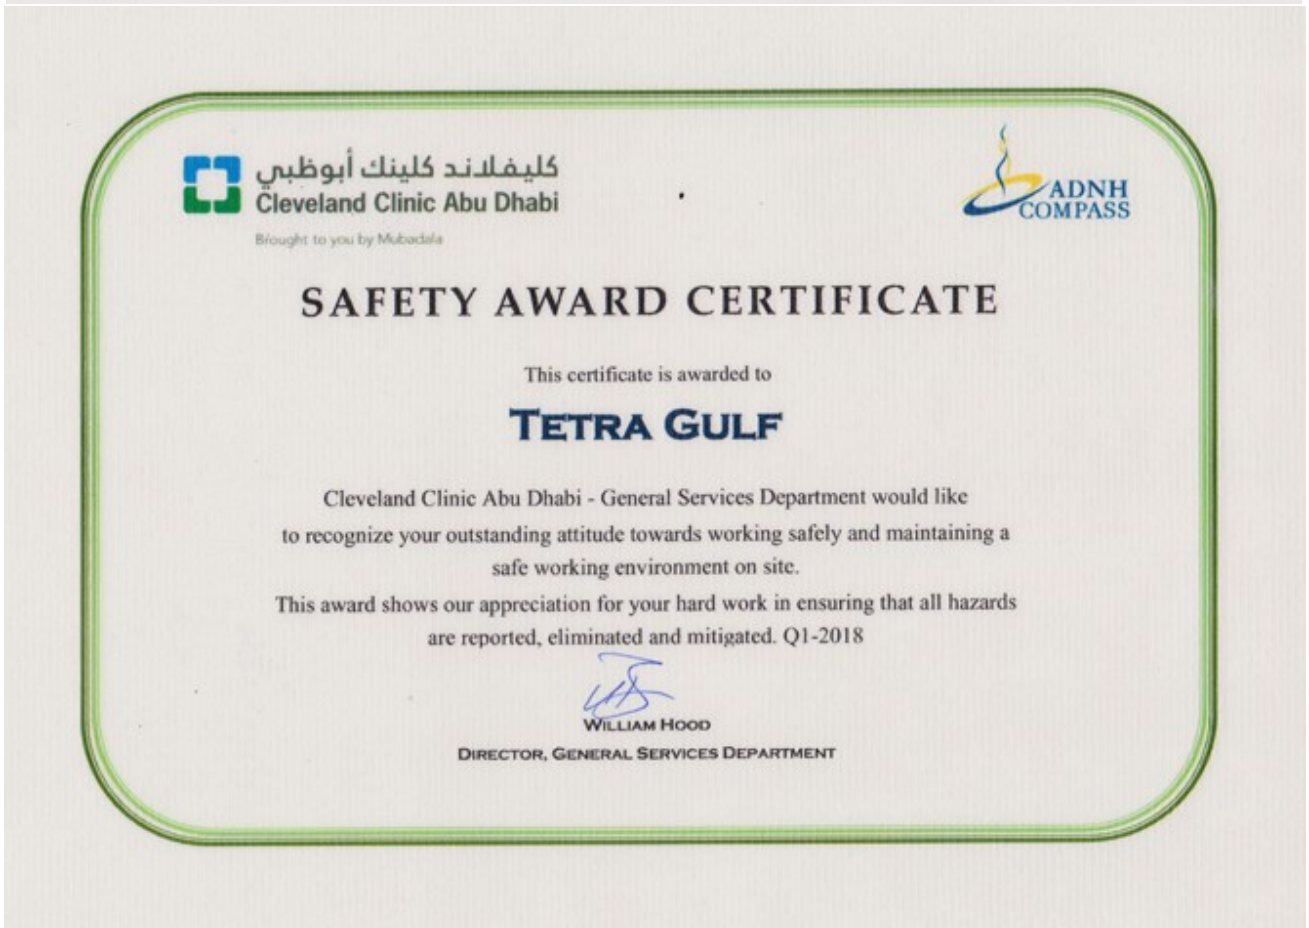 كليفلاند كلينك أبوظبي
Cleveland Clinic Abu Dhabi
Brought to you by Mubadala
ADNH
COMPASS
SAFETY AWARD CERTIFICATE
This certificate is awarded to
TETRA GULF
Cleveland Clinic Abu Dhabi - General Services Department would like
to recognize your outstanding attitude towards working safely and maintaining a
safe working environment on site.
This award shows our appreciation for your hard work in ensuring that all hazards
are reported, eliminated and mitigated. Q1-2018
WILLIAM HOOD
DIRECTOR, GENERAL SERVICES DEPARTMENT